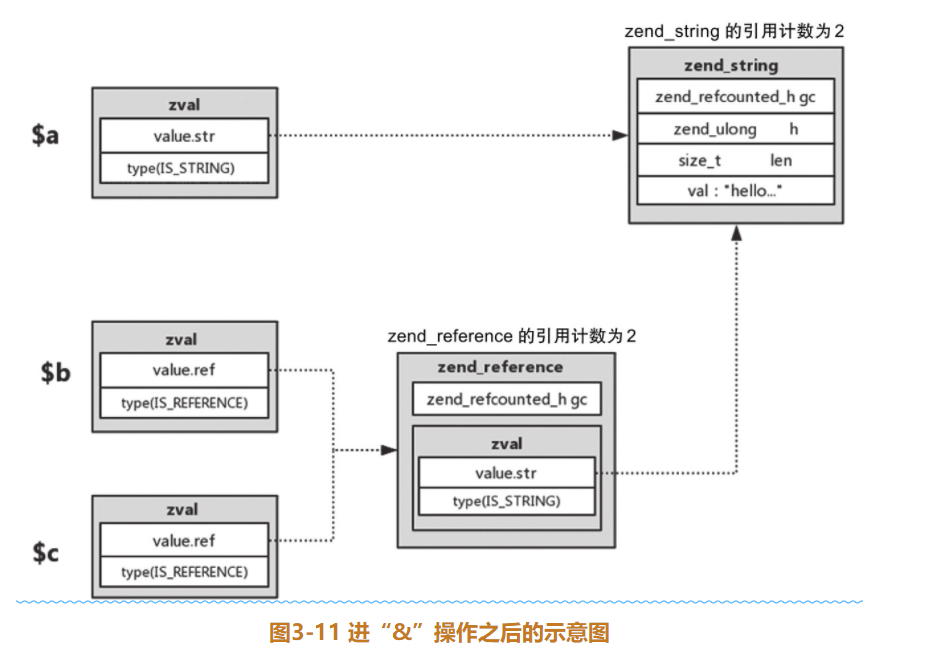 zend_string 的引用计数为2
zend_string
zend_refcounted_h gc
zend_ulong h
size_t len
val : "hello..."
$a
zval
value.str
type(IS_STRING)
$b
zval
value.ref
type(IS_REFERENCE)
zend_reference 的引用计数为2
zend_reference
zend_refcounted_h gc
zval
value.str
type(IS_STRING)
$c
zval
value.ref
type(IS_REFERENCE)
图3-11 进“&”操作之后的示意图